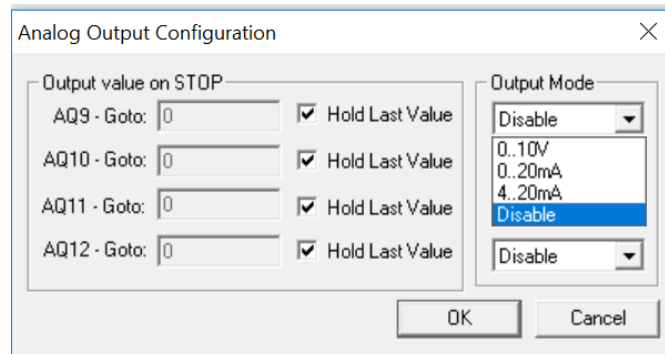 Analog Output Configuration
Output value on STOP
Output Mode
AQ9 - Goto: 0 Hold Last Value Disable
0..10V
0..20mA
4..20mA
Disable
AQ10 - Goto: 0 Hold Last Value
AQ11 - Goto: 0 Hold Last Value
AQ12 - Goto: 0 Hold Last Value Disable
OK Cancel